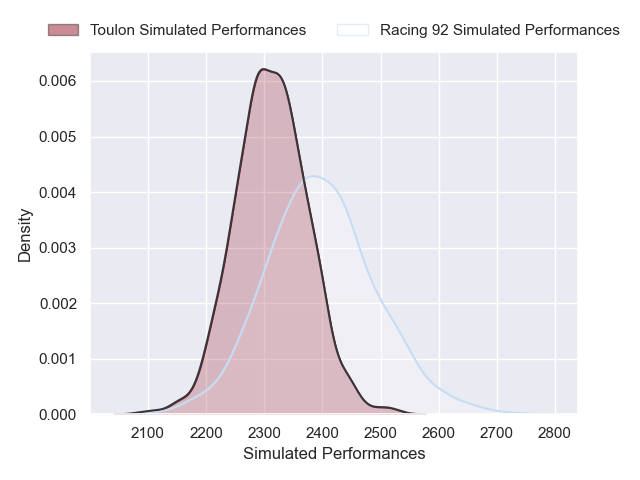 Toulon Simulated Performances Racing 92 Simulated Performances
0.006
0.005
0.004
0.003
0.002
0.001
0.000
Density
2100 2200 2300 2400 2500 2600 2700 2800
Simulated Performances